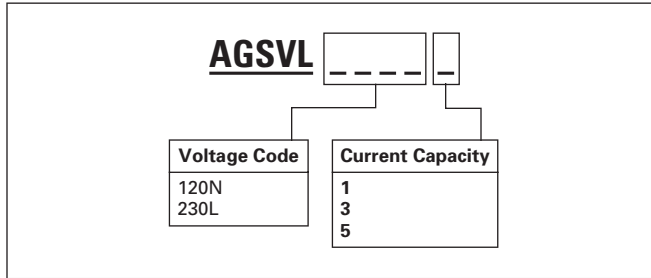 AGSVL _ _ _ _ _
Voltage Code
120N
230L
Current Capacity
1
3
5